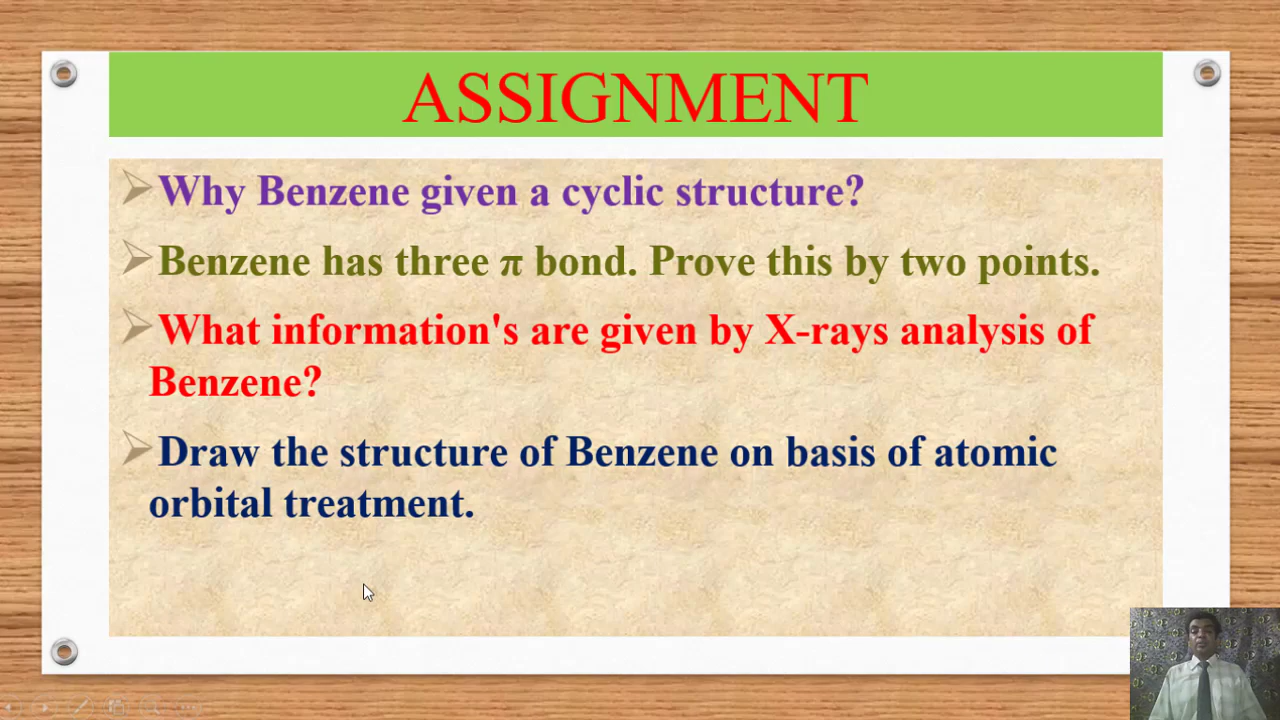 ASSIGNMENT
Why Benzene given a cyclic structure?
Benzene has three π bond. Prove this by two points.
What information's are given by X-rays analysis of
Benzene?
Draw the structure of Benzene on basis of atomic
orbital treatment.